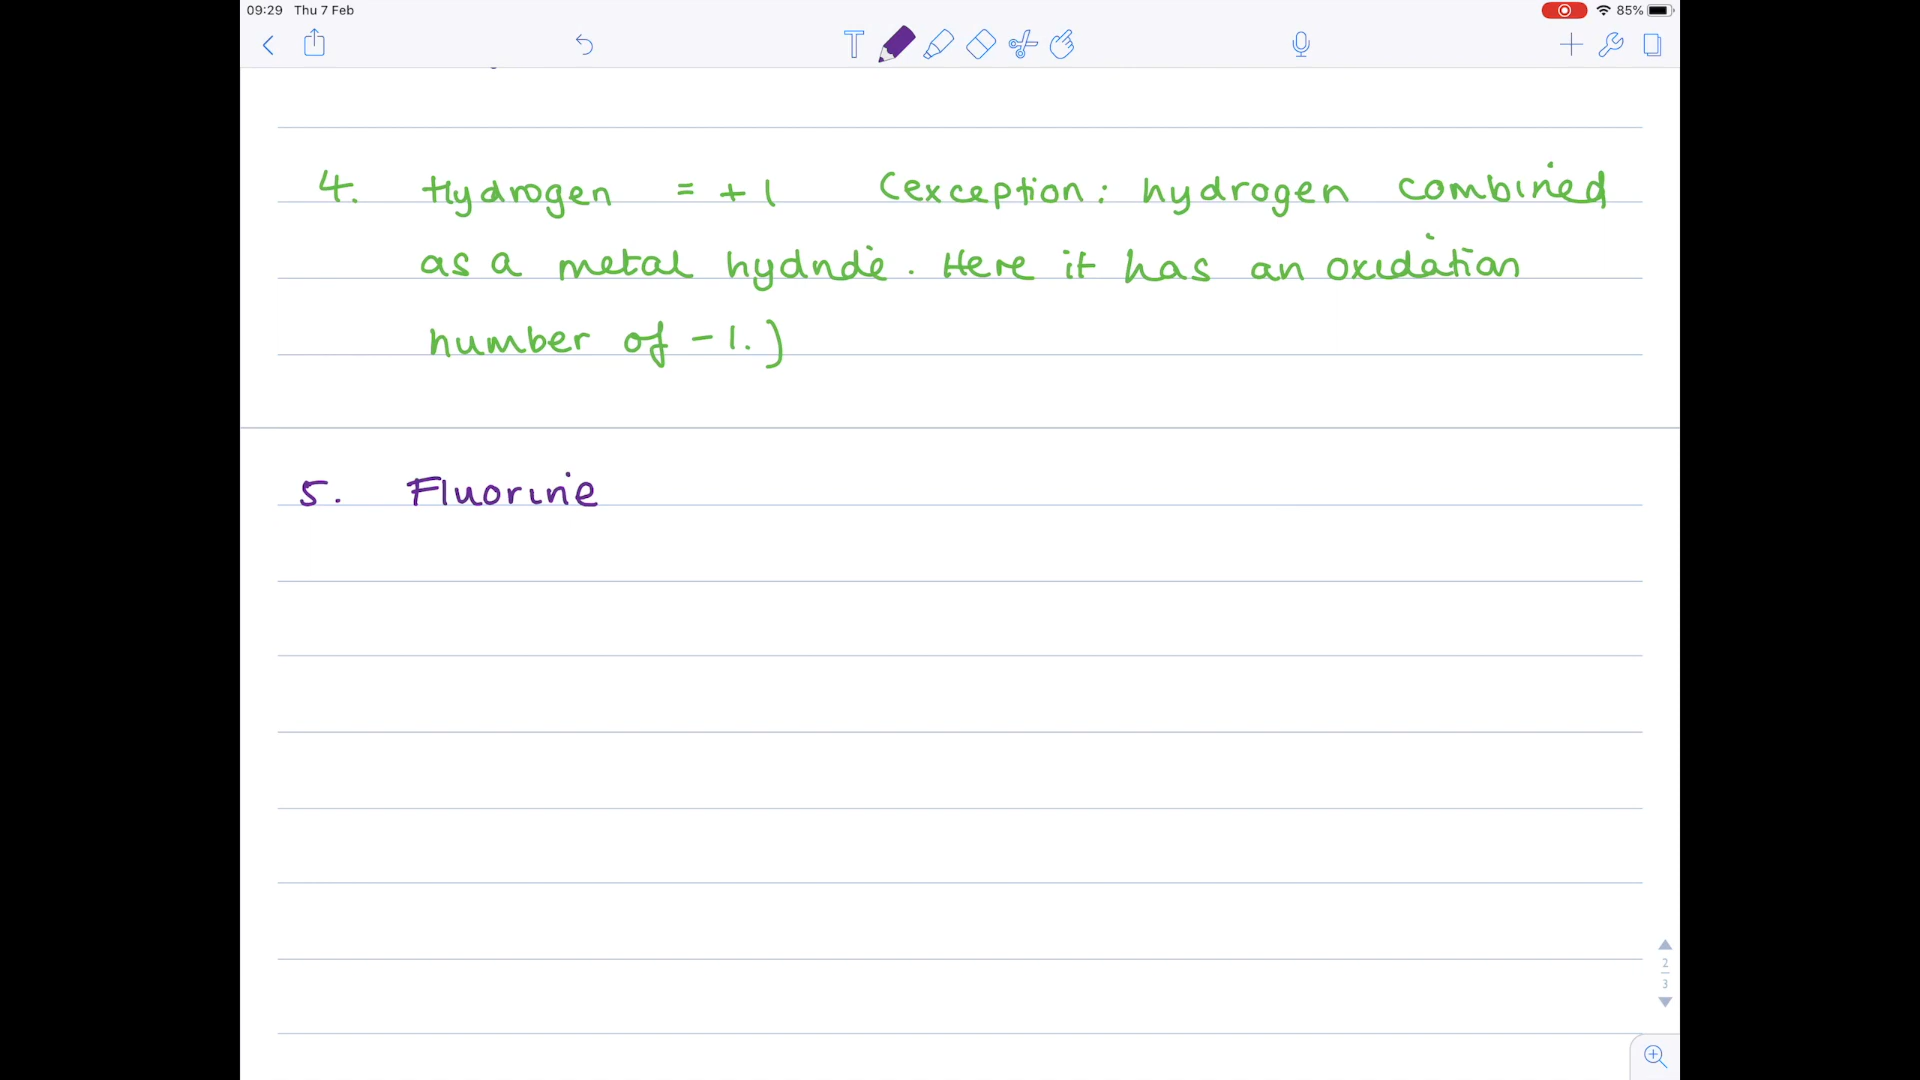 09:29 Thu 7 Feb
85%
4. Hydrogen = +1 (exception: hydrogen combined
as a metal hydride. Here it has an oxidation
number of -1.)
5. Fluorine
2
3